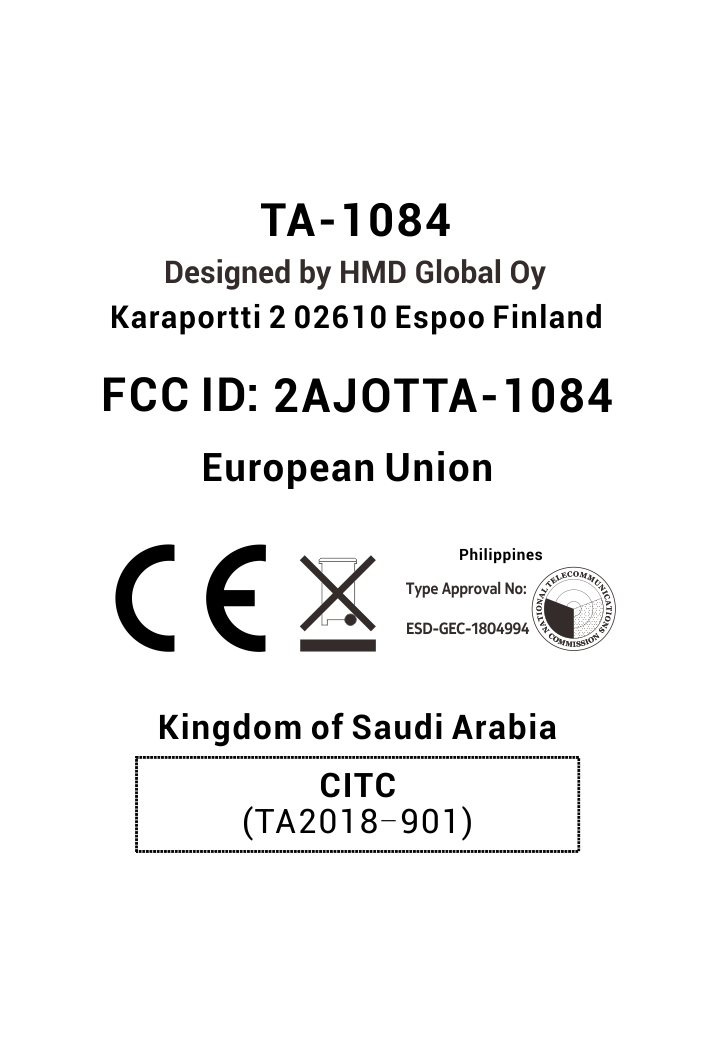 TA-1084
Designed by HMD Global Oy
Karaportti 2 02610 Espoo Finland
FCC ID: 2AJOTTA-1084
European Union
CE
Philippines
Type Approval No:
ESD-GEC-1804994
NATIONAL TELECOMMUNICATIONS COMMISSION
Kingdom of Saudi Arabia
CITC
(TA2018-901)